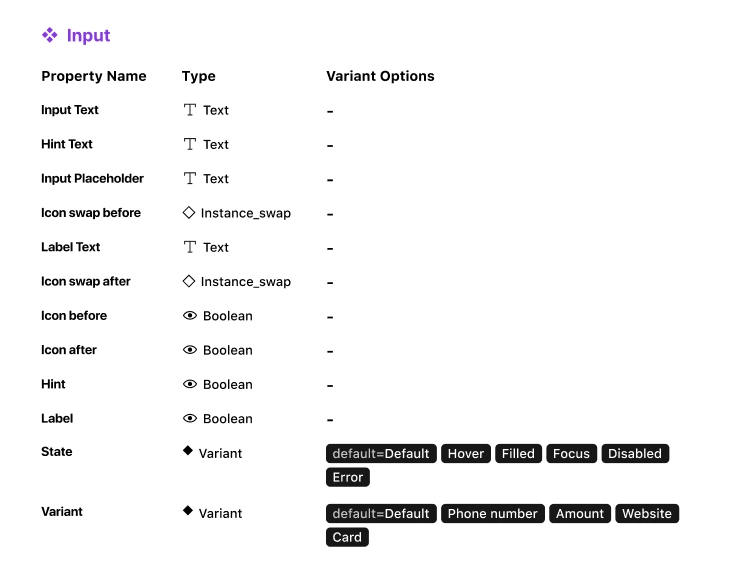 Input
Property Name Type Variant Options
Input Text Text -
Hint Text Text -
Input Placeholder Text -
Icon swap before Instance_swap -
Label Text Text -
Icon swap after Instance_swap -
Icon before Boolean -
Icon after Boolean -
Hint Boolean -
Label Boolean -
State Variant default=Default Hover Filled Focus Disabled
Error
Variant Variant default=Default Phone number Amount Website
Card